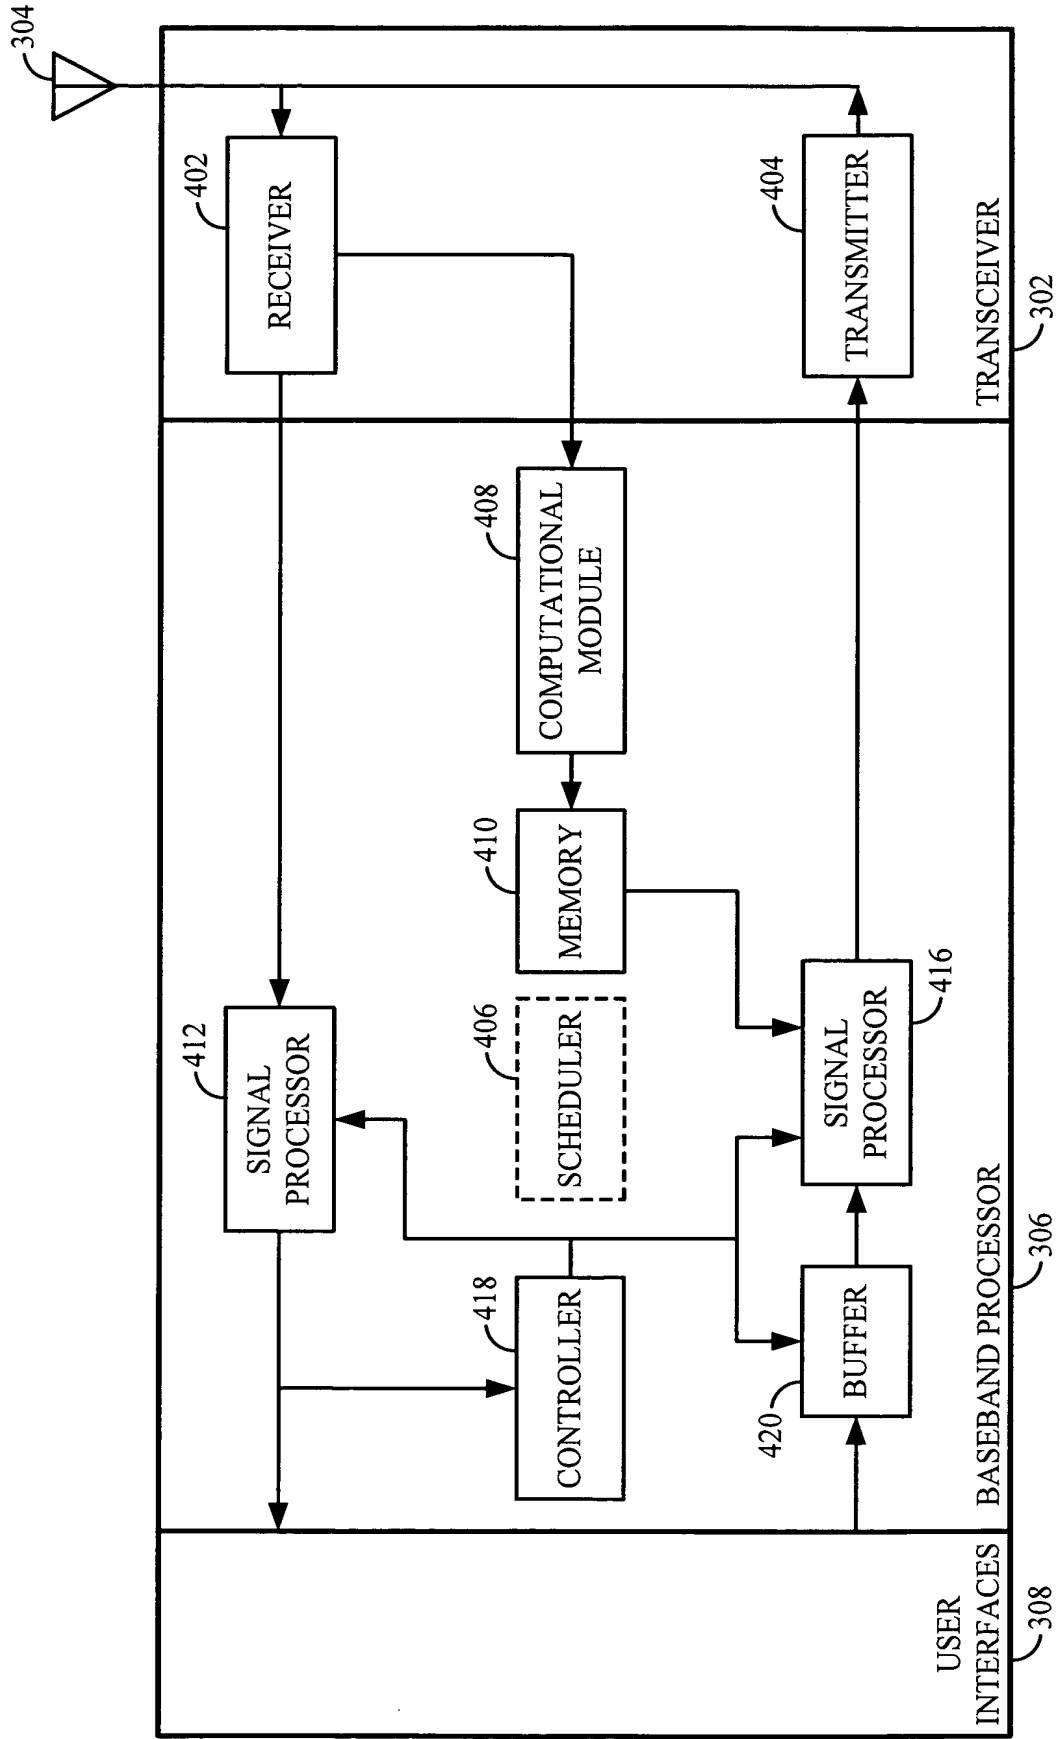 304
402
RECEIVER
404
TRANSMITTER
TRANSCEIVER
302
408
COMPUTATIONAL
MODULE
410
MEMORY
406
SCHEDULER
412
SIGNAL
PROCESSOR
416
SIGNAL
PROCESSOR
418
CONTROLLER
420
BUFFER
BASEBAND PROCESSOR
306
USER
INTERFACES
308